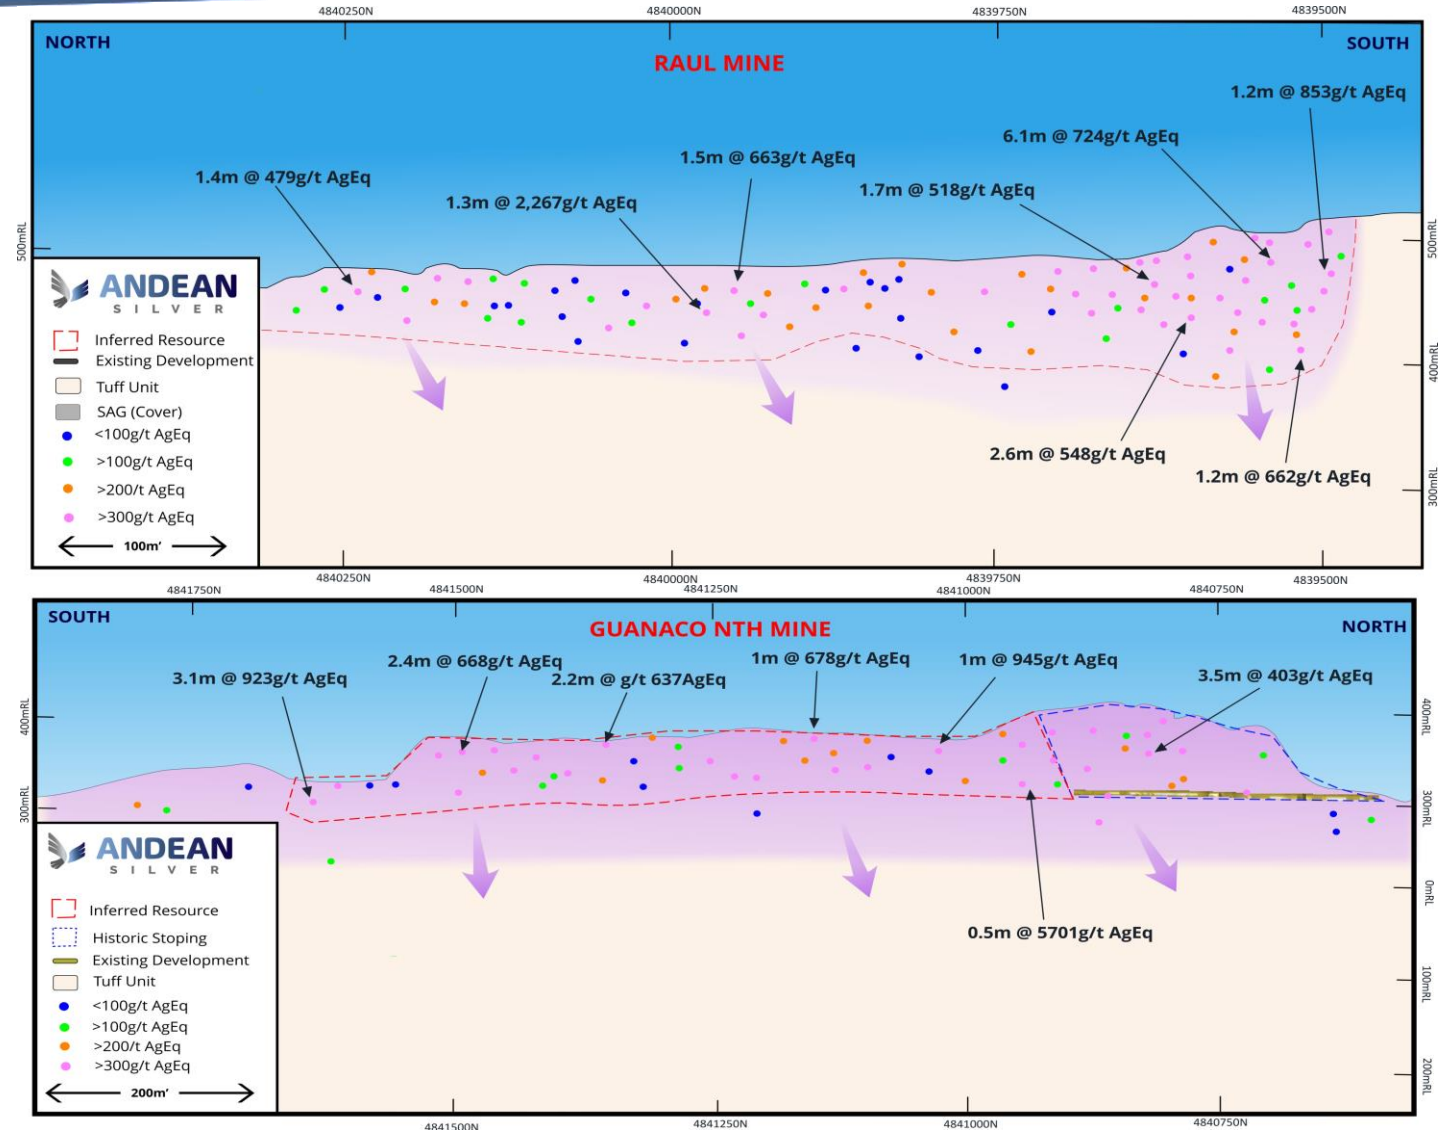 4840250N
4840000N
4839750N
4839500N
NORTH
SOUTH
RAUL MINE
1.2m @ 853g/t AgEq
6.1m @ 724g/t AgEq
1.5m @ 663g/t AgEq
1.4m @ 479g/t AgEq
1.7m @ 518g/t AgEq
1.3m @ 2,267g/t AgEq
500mRL
500mRL
ANDEAN
SILVER
Inferred Resource
Existing Development
Tuff Unit
SAG (Cover)
<100g/t AgEq
>100g/t AgEq
>200/t AgEq
>300g/t AgEq
100m'
400mRL
2.6m @ 548g/t AgEq
1.2m @ 662g/t AgEq
300mRL
4840250N
4840000N
4839750N
4839500N
4841750N
4841500N
4841250N
4841000N
4840750N
SOUTH
NORTH
GUANACO NTH MINE
2.4m @ 668g/t AgEq
1m @ 678g/t AgEq
1m @ 945g/t AgEq
3.1m @ 923g/t AgEq
2.2m @ g/t 637AgEq
3.5m @ 403g/t AgEq
400mRL
400mRL
300mRL
300mRL
ANDEAN
SILVER
Inferred Resource
Historic Stoping
Existing Development
Tuff Unit
<100g/t AgEq
>100g/t AgEq
>200/t AgEq
>300g/t AgEq
200m'
0mRL
0.5m @ 5701g/t AgEq
100mRL
200mRL
4841500N
4841250N
4841000N
4840750N